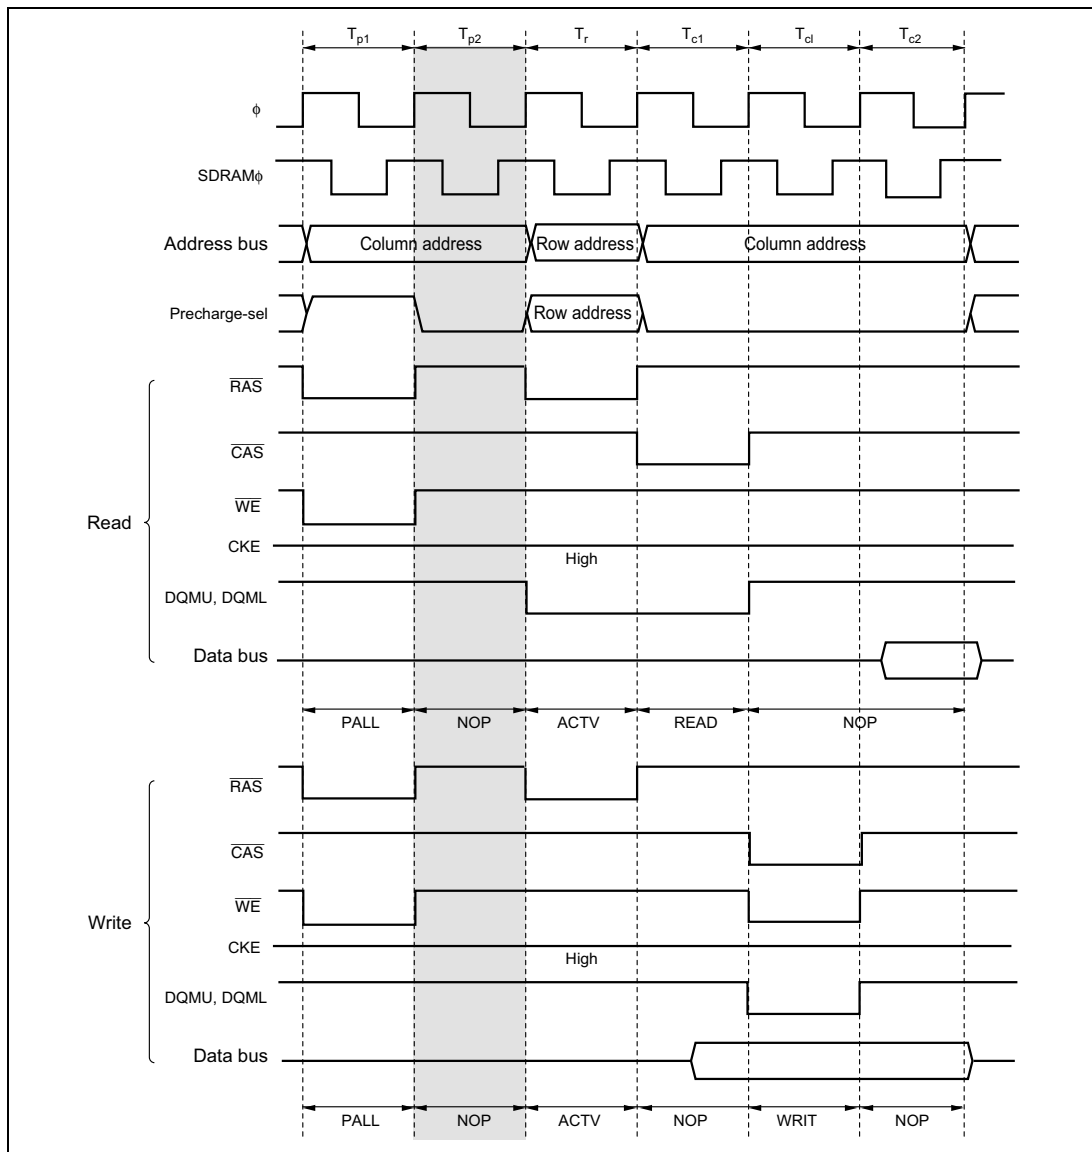 Tp1 Tp2 Tr Tc1 Tcl Tc2
ϕ
SDRAMϕ
Address bus Column address Row address Column address
Precharge-sel Row address
Read
RAS
CAS
WE
CKE High
DQMU, DQML
Data bus
PALL NOP ACTV READ NOP
Write
RAS
CAS
WE
CKE High
DQMU, DQML
Data bus
PALL NOP ACTV NOP WRIT NOP